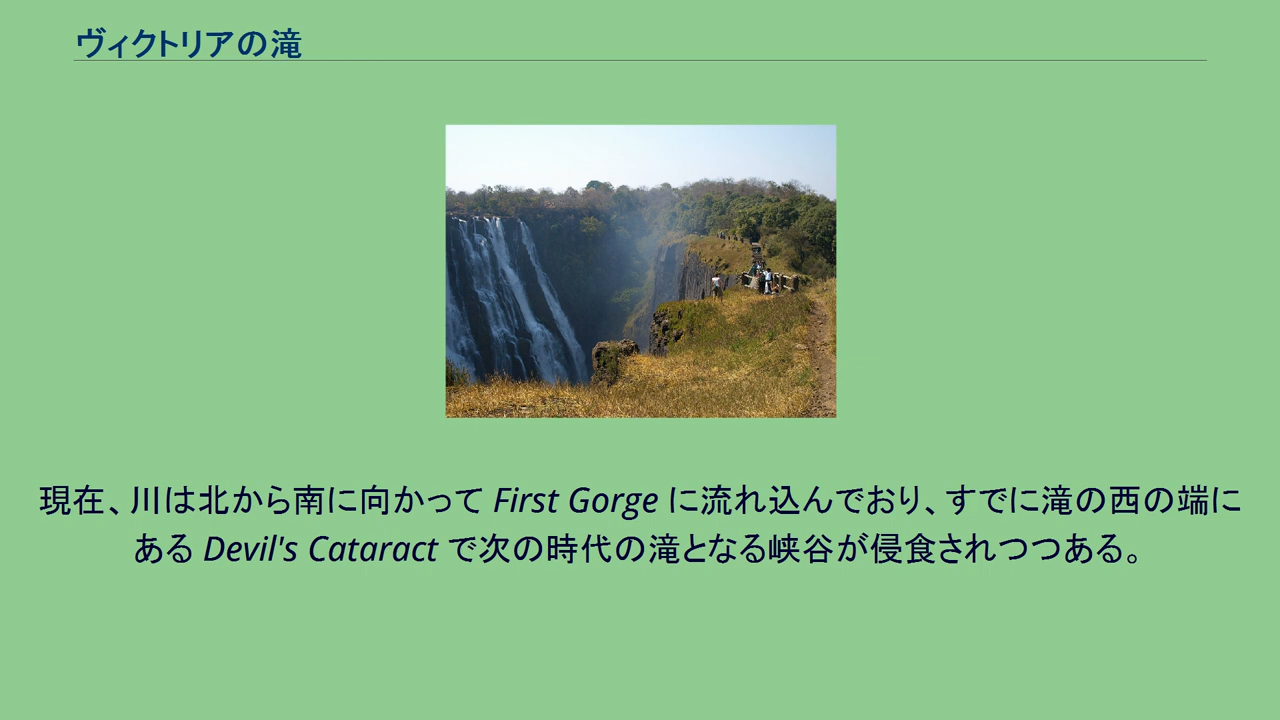 ヴィクトリアの滝
現在、川は北から南に向かって First Gorge に流れ込んでおり、すでに滝の西の端に
ある Devil's Cataract で次の時代の滝となる峡谷が侵食されつつある。